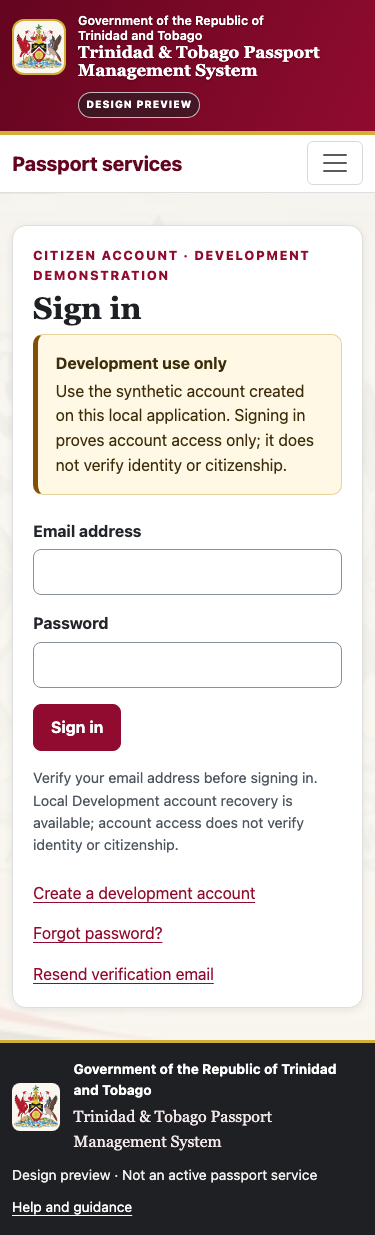 Government of the Republic of
Trinidad and Tobago
Trinidad & Tobago Passport
Management System
DESIGN PREVIEW
Passport services
CITIZEN ACCOUNT · DEVELOPMENT
DEMONSTRATION
Sign in
Development use only
Use the synthetic account created
on this local application. Signing in
proves account access only; it does
not verify identity or citizenship.
Email address
Password
Sign in
Verify your email address before signing in.
Local Development account recovery is
available; account access does not verify
identity or citizenship.
Create a development account
Forgot password?
Resend verification email
Government of the Republic of Trinidad
and Tobago
Trinidad & Tobago Passport
Management System
Design preview · Not an active passport service
Help and guidance